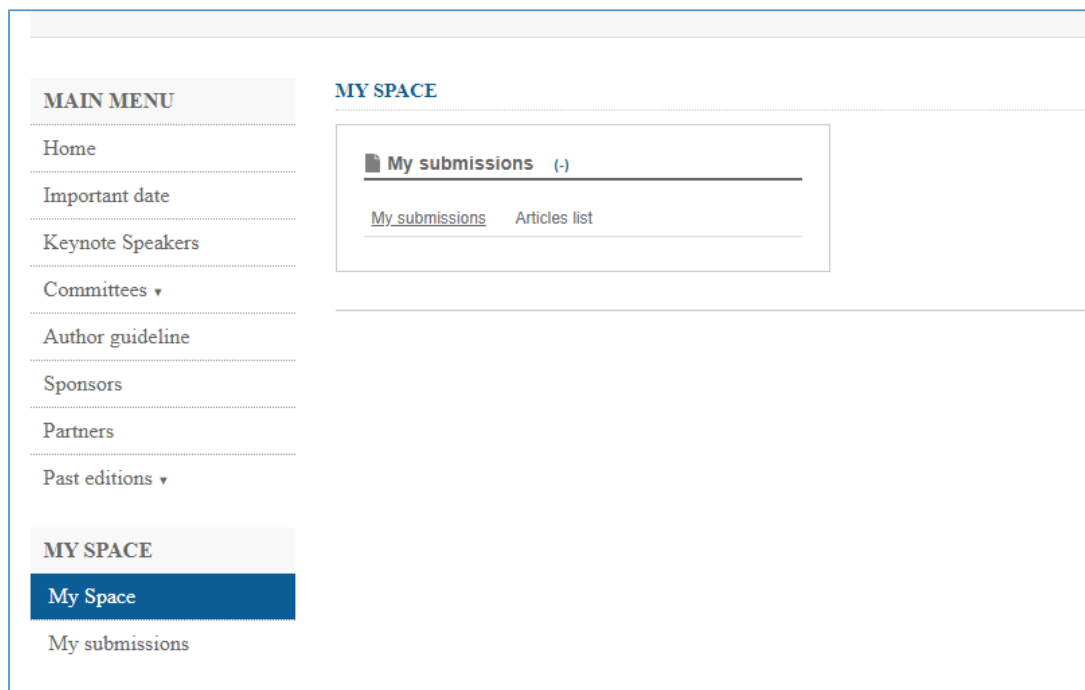 MAIN MENU
Home
Important date
Keynote Speakers
Committees ▾
Author guideline
Sponsors
Partners
Past editions ▾
MY SPACE
My Space
My submissions
MY SPACE
My submissions (-)
My submissions Articles list